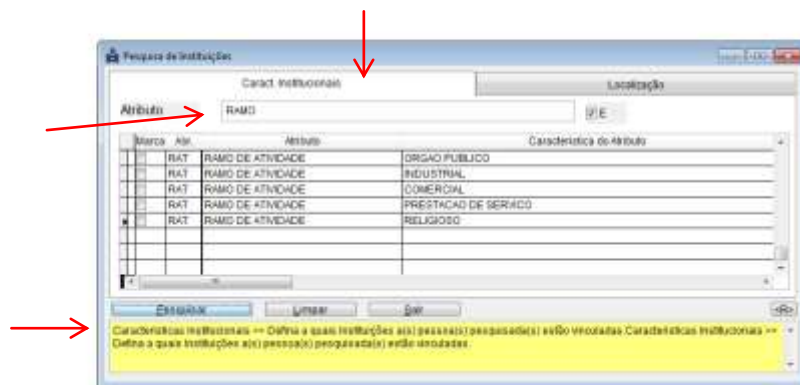 Pesquisa de Instituições
Caract. Institucionais Localização
Atributo RAMO E
Marca Abr. Atributo Característica do Atributo
RAT RAMO DE ATIVIDADE ORGAO PUBLICO
RAT RAMO DE ATIVIDADE INDUSTRIAL
RAT RAMO DE ATIVIDADE COMERCIAL
RAT RAMO DE ATIVIDADE PRESTACAO DE SERVICO
RAT RAMO DE ATIVIDADE RELIGIOSO
Pesquisar Limpar Sair <R>
Características Institucionais => Defina a quais Instituições a(s) pessoa(s) pesquisada(s) estão vinculadas.Características Institucionais =>
Defina a quais Instituições a(s) pessoa(s) pesquisada(s) estão vinculadas.